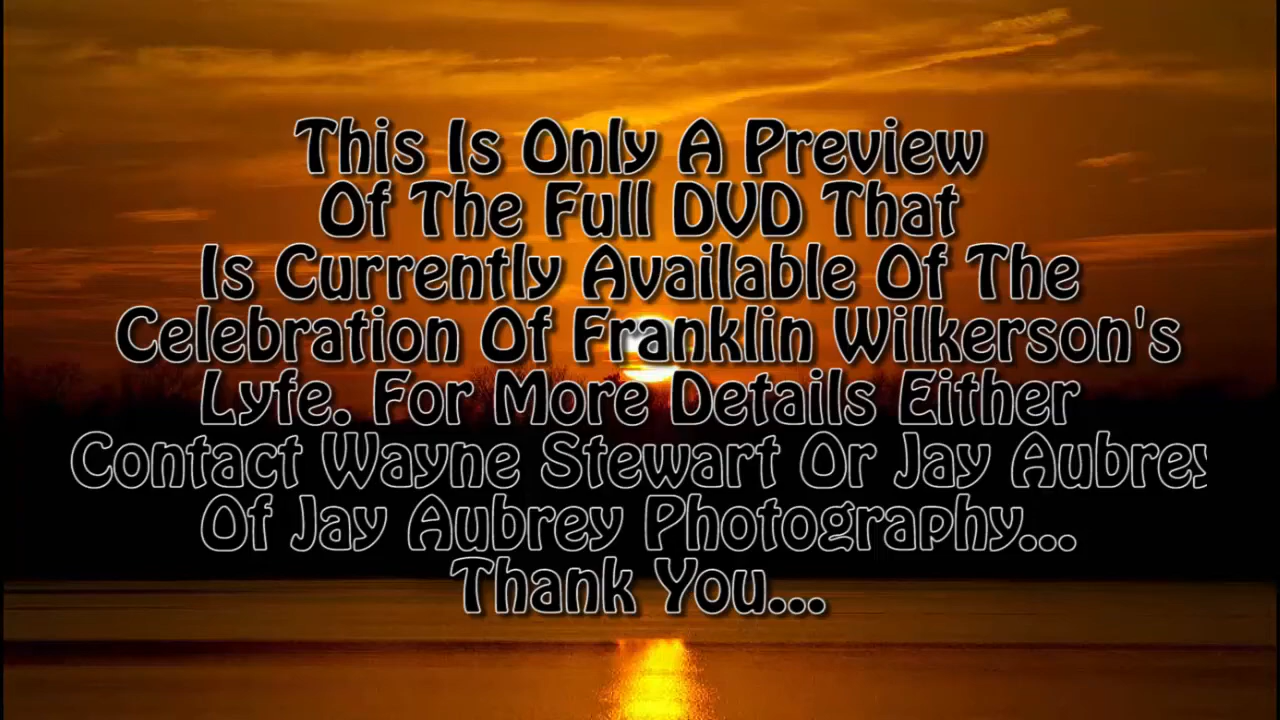 This Is Only A Preview
Of The Full DVD That
Is Currently Available Of The
Celebration Of Franklin Wilkerson's
Lyfe. For More Details Either
Contact Wayne Stewart Or Jay Aubrey
Of Jay Aubrey Photography...
Thank You...